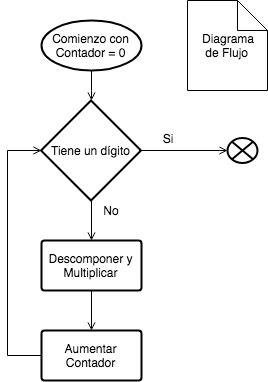 Comienzo con
Contador = 0
Diagrama
de Flujo
Tiene un dígito
Si
No
Descomponer y
Multiplicar
Aumentar
Contador